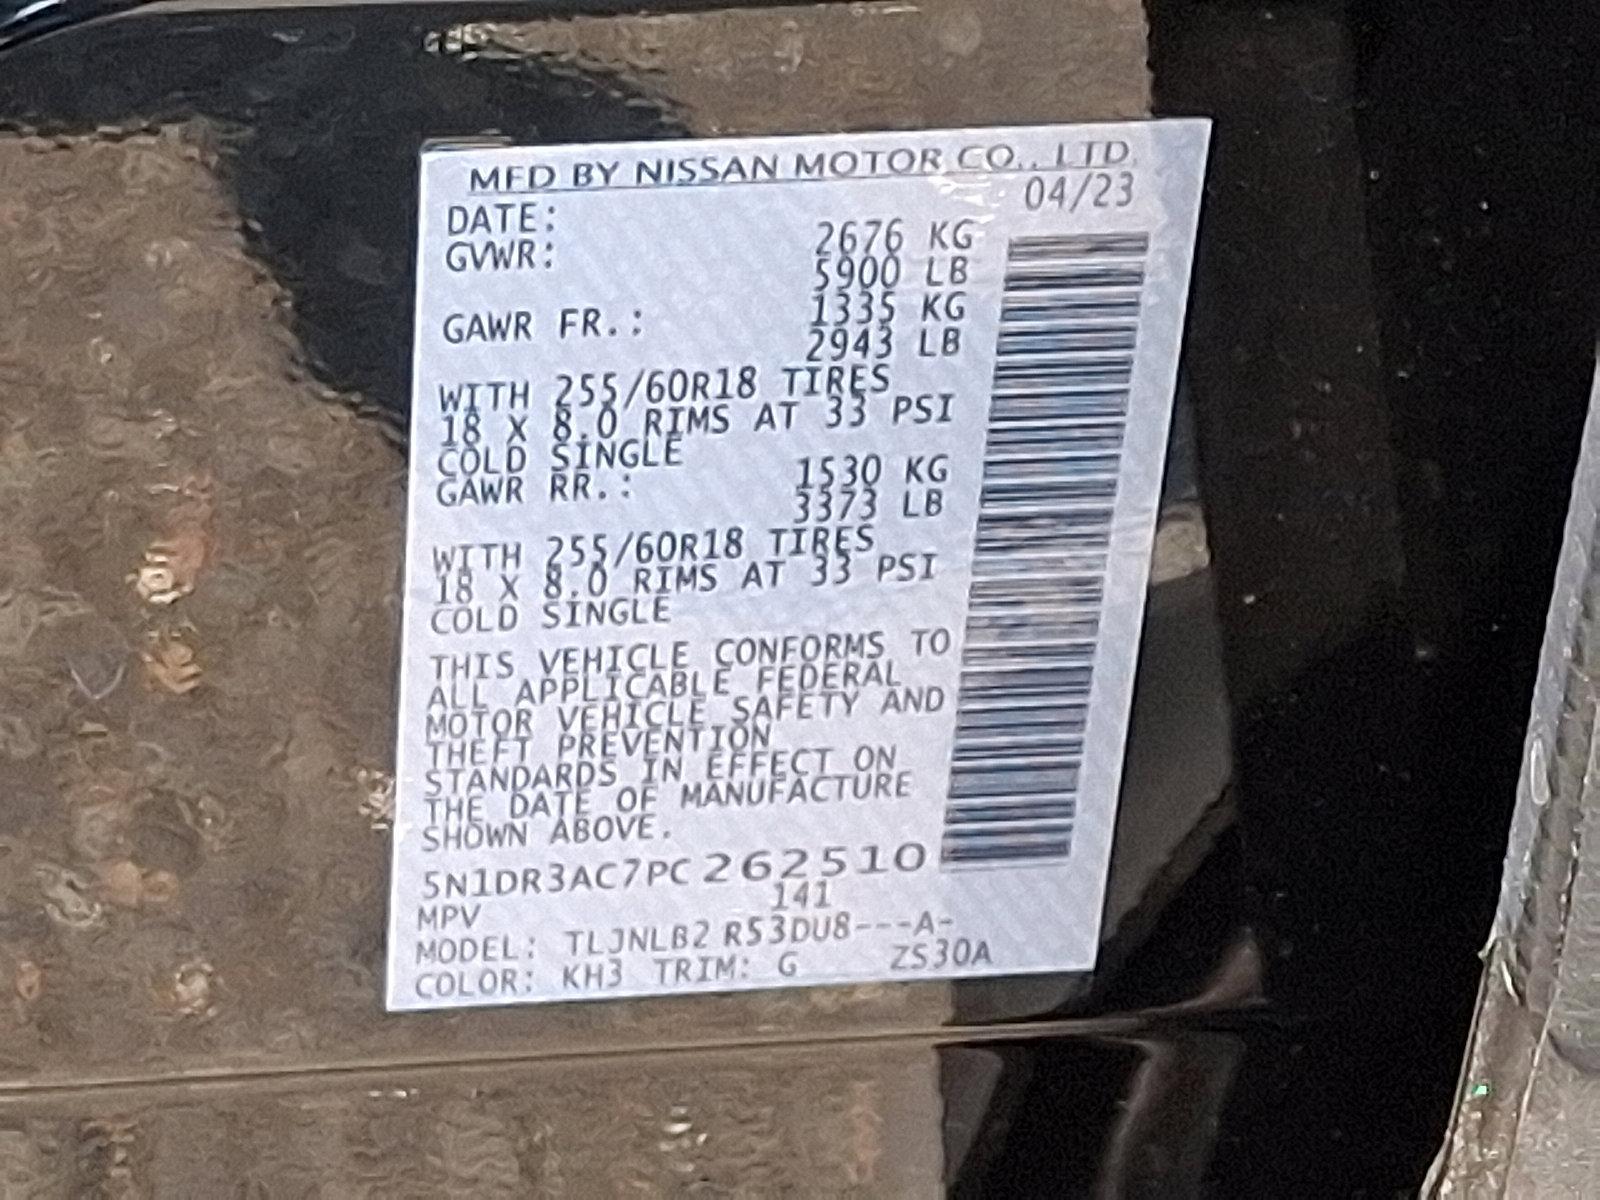 MFD BY NISSAN MOTOR CO., LTD.
DATE: 04/23
GVWR: 2676 KG
5900 LB
GAWR FR.: 1335 KG
2943 LB
WITH 255/60R18 TIRES
18 X 8.0 RIMS AT 33 PSI
COLD SINGLE
GAWR RR.: 1530 KG
3373 LB
WITH 255/60R18 TIRES
18 X 8.0 RIMS AT 33 PSI
COLD SINGLE
THIS VEHICLE CONFORMS TO
ALL APPLICABLE FEDERAL
MOTOR VEHICLE SAFETY AND
THEFT PREVENTION
STANDARDS IN EFFECT ON
THE DATE OF MANUFACTURE
SHOWN ABOVE.
5N1DR3AC7PC262510
MPV 141
MODEL: TLJNLB2 R53DU8---A-
COLOR: KH3 TRIM: G ZS30A